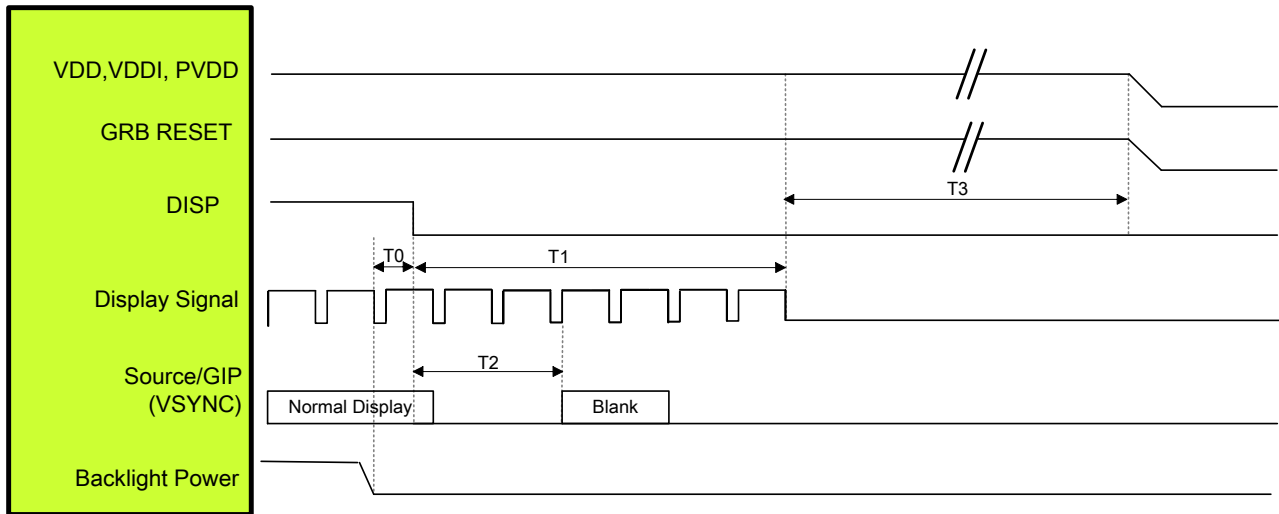 VDD,VDDI, PVDD
GRB RESET
T3
DISP
T0
T1
Display Signal
T2
Source/GIP
(VSYNC)
Normal Display
Blank
Backlight Power